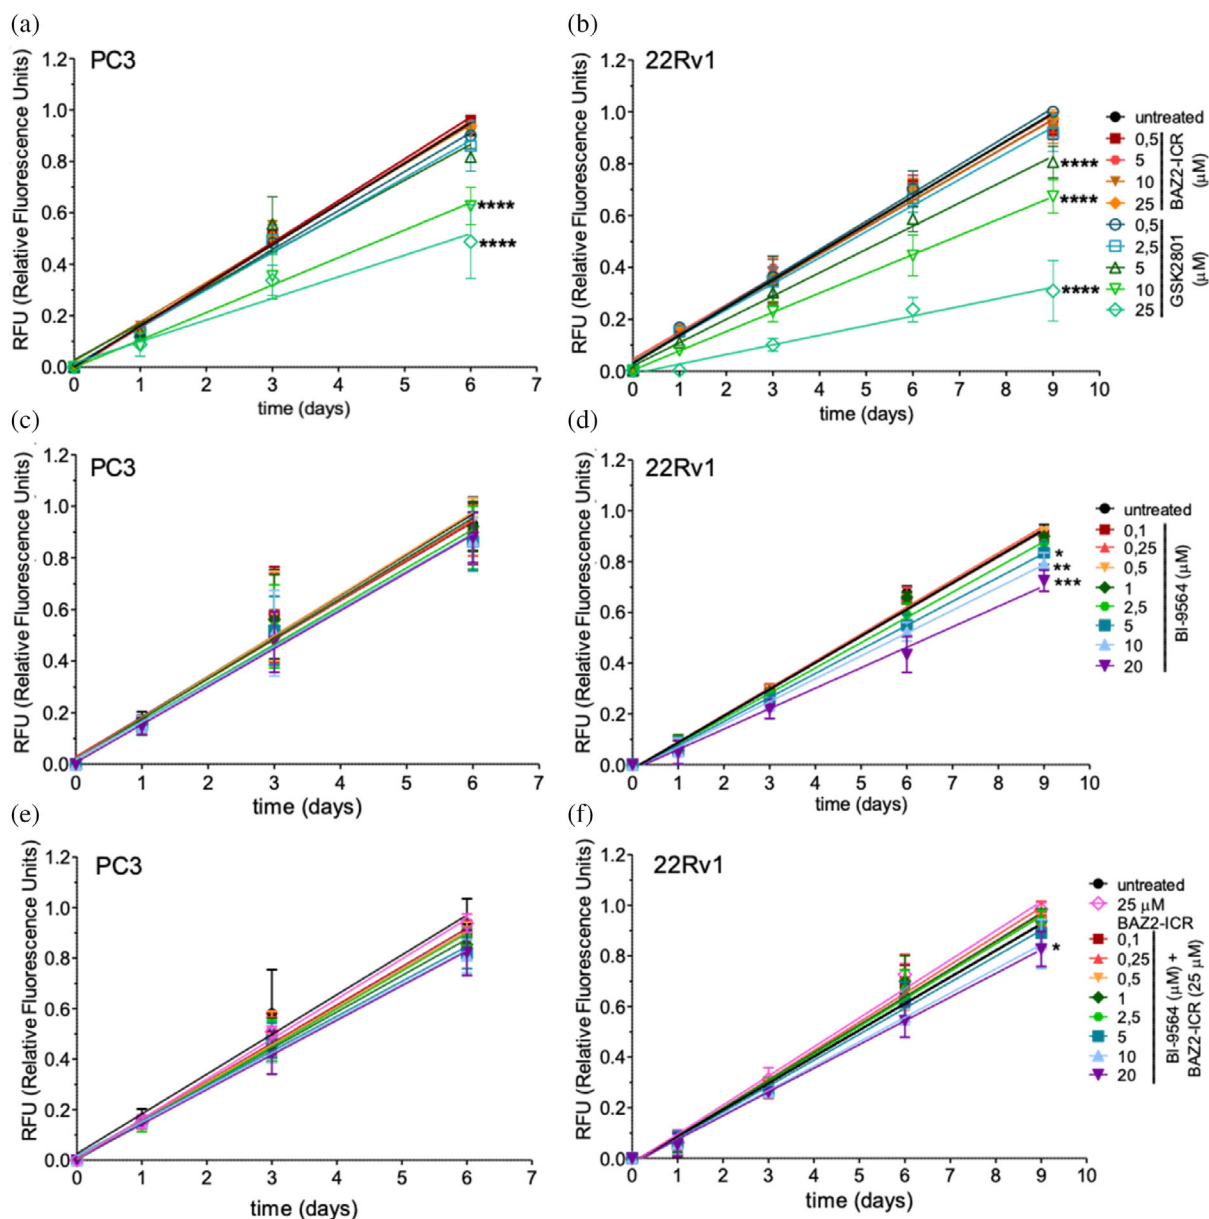 (a)
PC3
RFU (Relative Fluorescence Units)
1.2
1.0
0.8
0.6
0.4
0.2
0.0
****
****
0 1 2 3 4 5 6 7
time (days)
(b)
22Rv1
RFU (Relative Fluorescence Units)
1.2
1.0
0.8
0.6
0.4
0.2
0.0
****
****
****
0 1 2 3 4 5 6 7 8 9 10
time (days)
untreated
0,5
5
10
25
BAZ2-ICR
(μM)
0,5
2,5
5
10
25
GSK2801
(μM)
(c)
PC3
RFU (Relative Fluorescence Units)
1.2
1.0
0.8
0.6
0.4
0.2
0.0
0 1 2 3 4 5 6 7
time (days)
(d)
22Rv1
RFU (Relative Fluorescence Units)
1.2
1.0
0.8
0.6
0.4
0.2
0.0
*
**
***
0 1 2 3 4 5 6 7 8 9 10
time (days)
untreated
0,1
0,25
0,5
1
2,5
5
10
20
BI-9564 (μM)
(e)
PC3
RFU (Relative Fluorescence Units)
1.2
1.0
0.8
0.6
0.4
0.2
0.0
0 1 2 3 4 5 6 7
time (days)
(f)
22Rv1
RFU (Relative Fluorescence Units)
1.2
1.0
0.8
0.6
0.4
0.2
0.0
*
0 1 2 3 4 5 6 7 8 9 10
time (days)
untreated
25 μM
BAZ2-ICR
0,1
0,25
0,5
1
2,5
5
10
20
BI-9564 (μM) +
BAZ2-ICR (25 μM)